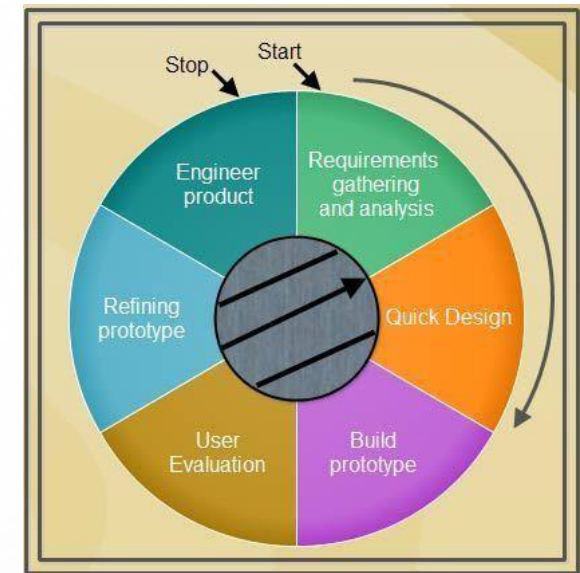 Stop
Start
Engineer
product
Requirements
gathering
and analysis
Refining
prototype
Quick Design
User
Evaluation
Build
prototype